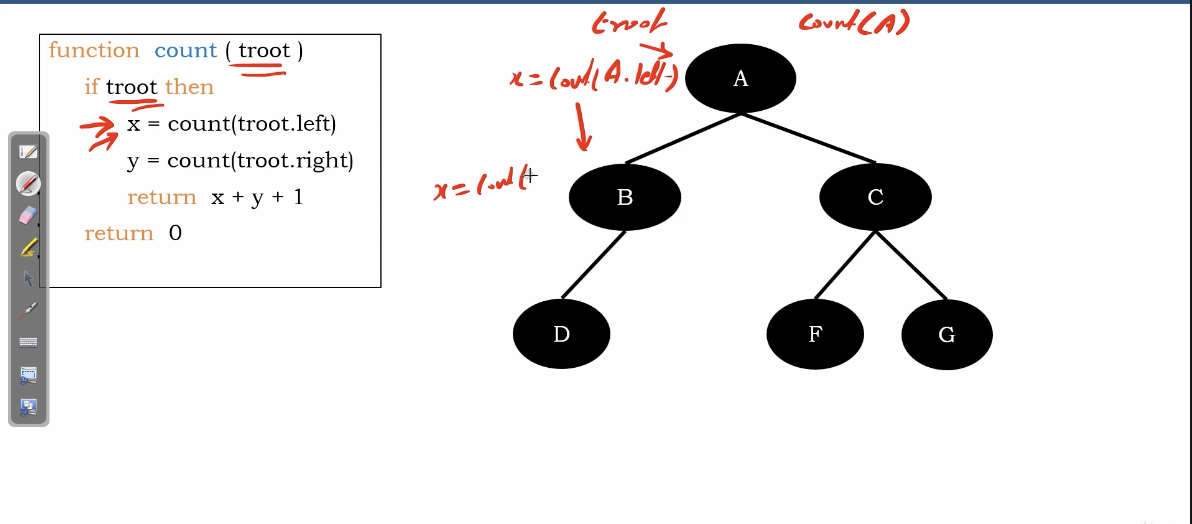 function count ( troot )
if troot then
x = count(troot.left)
y = count(troot.right)
return x + y + 1
return 0
troot
count(A)
x = count(A.left)
x = count(
A
B
C
D
F
G